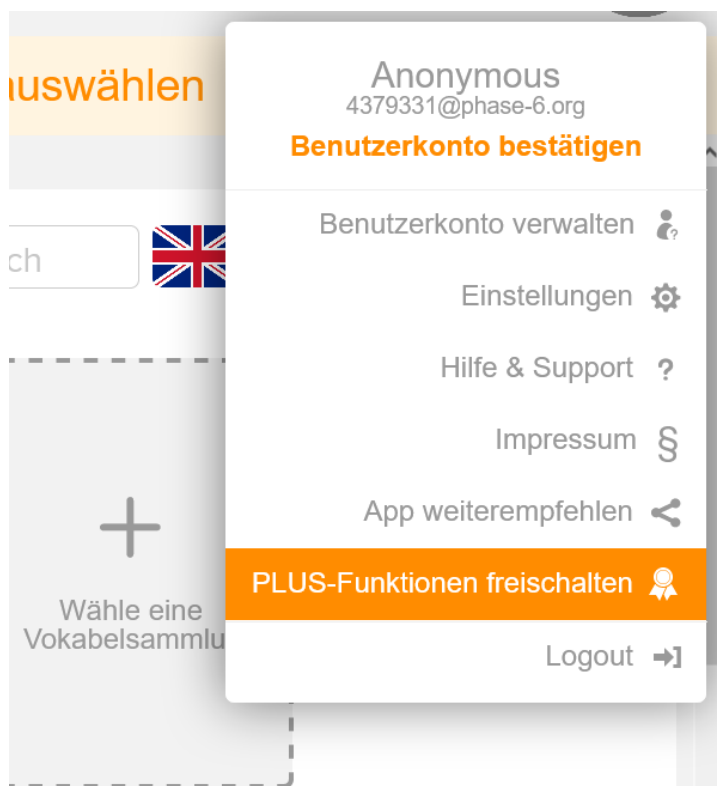 auswählen
Anonymous
4379331@phase-6.org
Benutzerkonto bestätigen
Benutzerkonto verwalten
ch
Einstellungen
Hilfe & Support ?
Impressum §
App weiterempfehlen
PLUS-Funktionen freischalten
Wähle eine
Vokabelsammlu
Logout